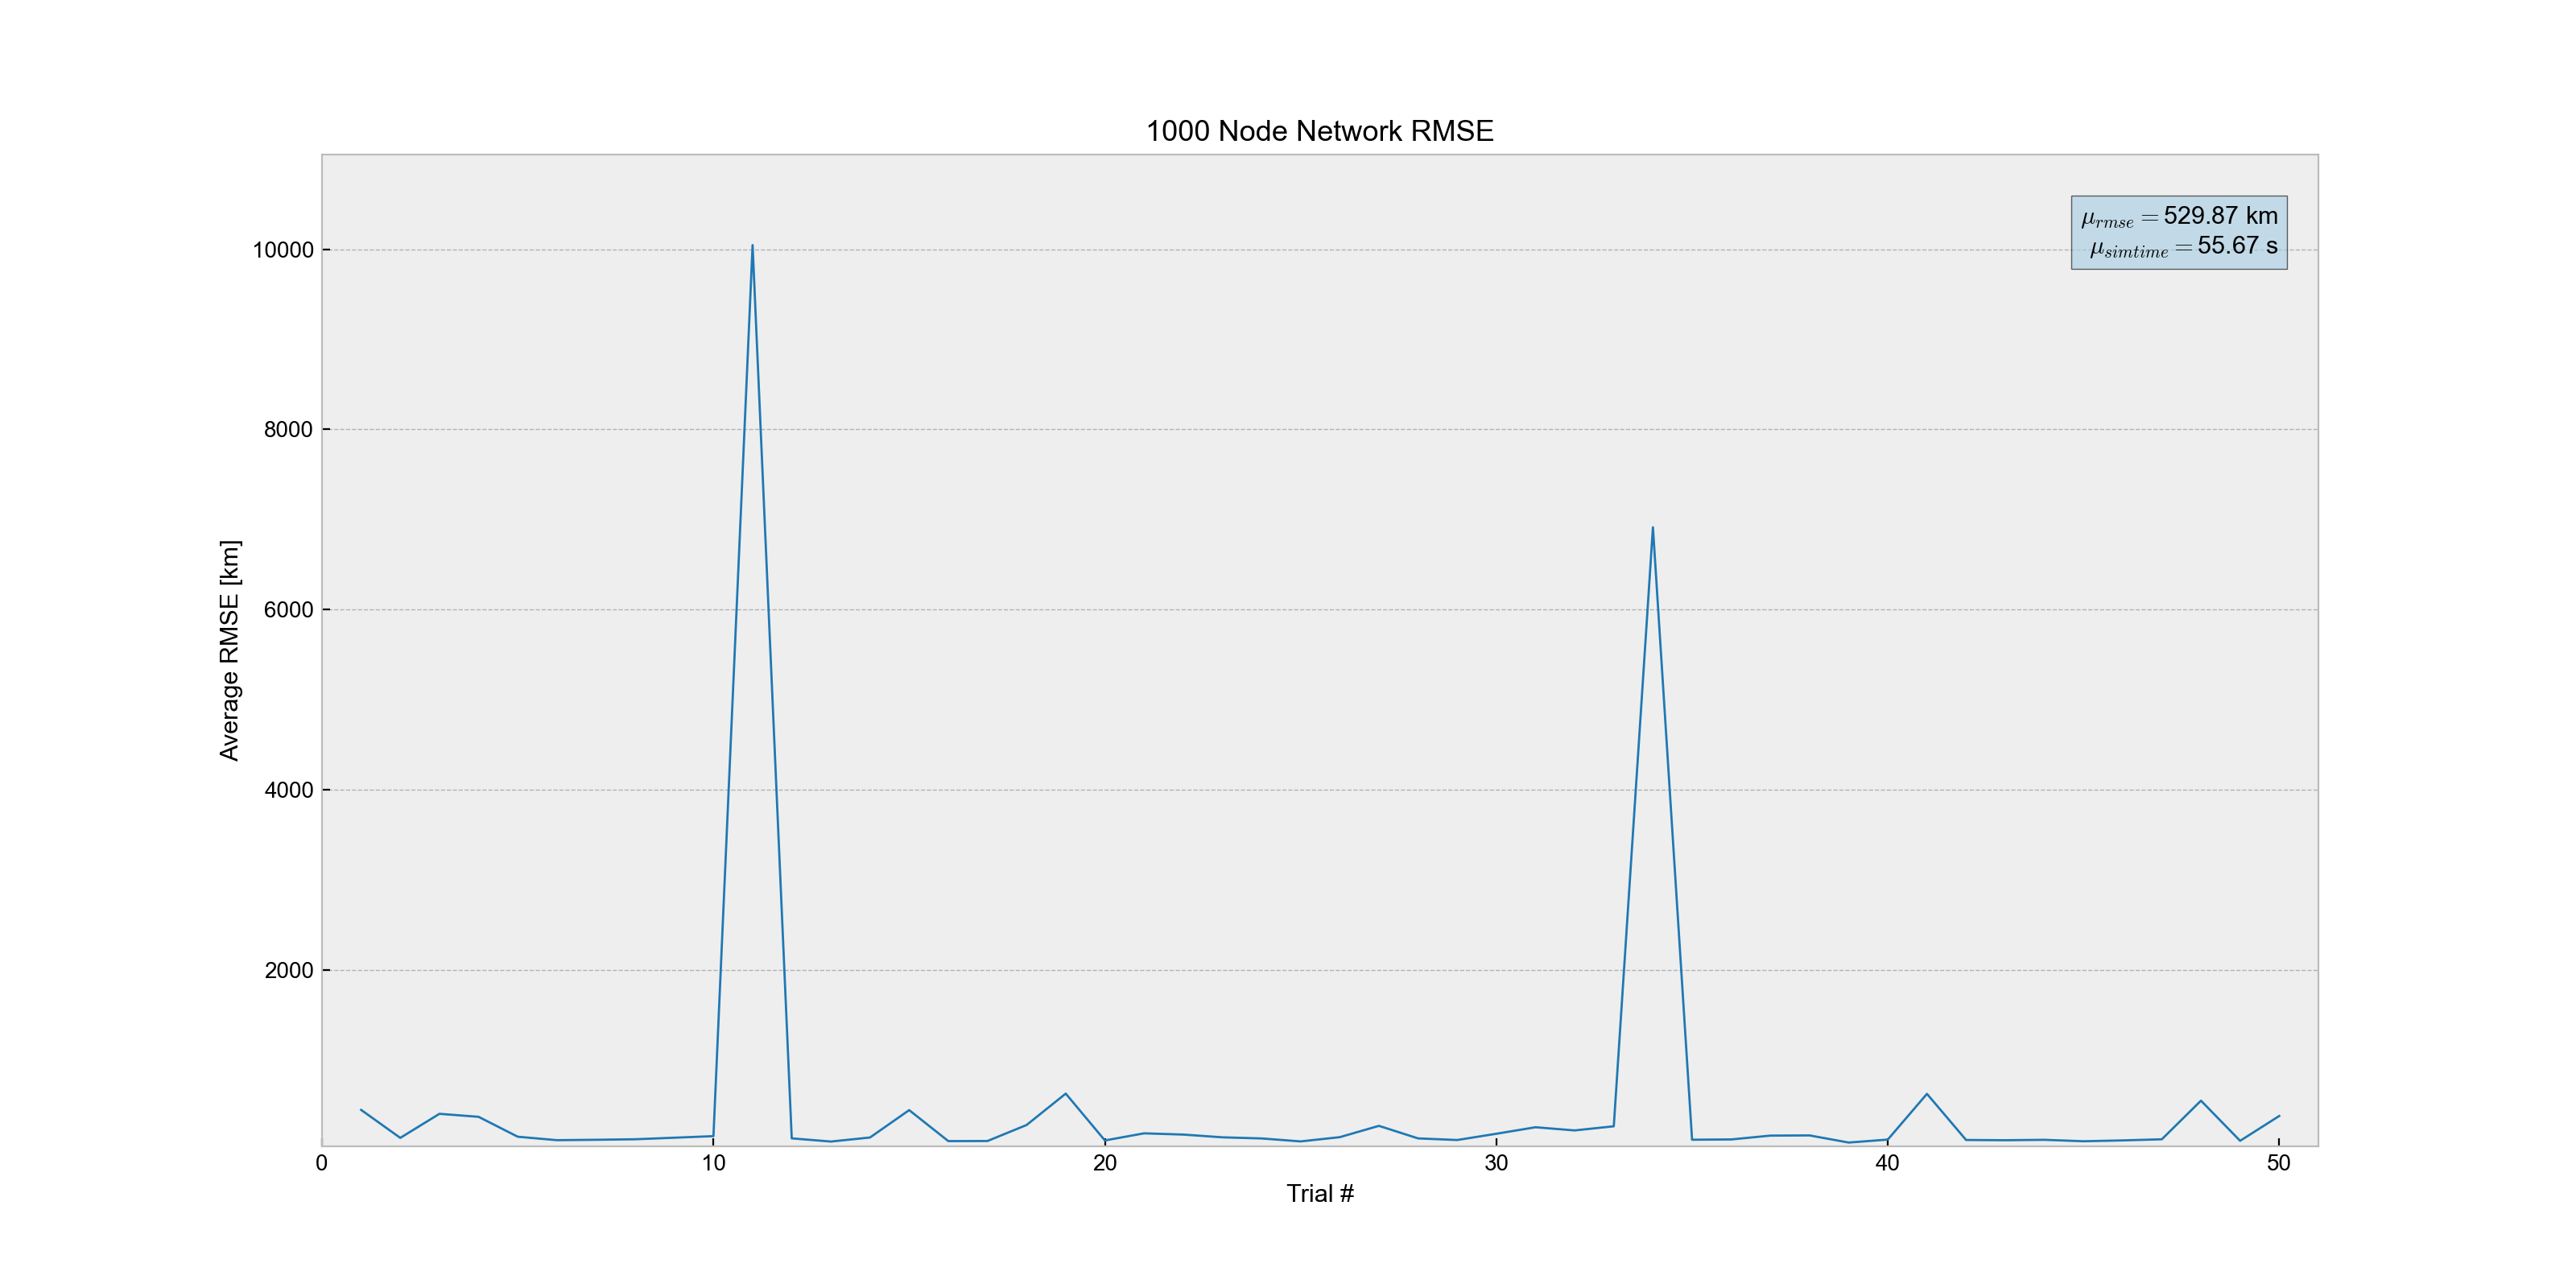 1000 Node Network RMSE
μrmse = 529.87 km
μsimtime = 55.67 s
Average RMSE [km]
10000
8000
6000
4000
2000
0 10 20 30 40 50
Trial #